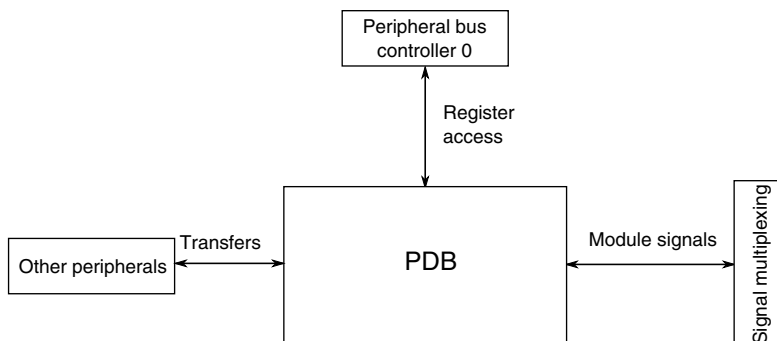 Peripheral bus
controller 0
Register
access
Signal multiplexing
Transfers
Module signals
Other peripherals
PDB